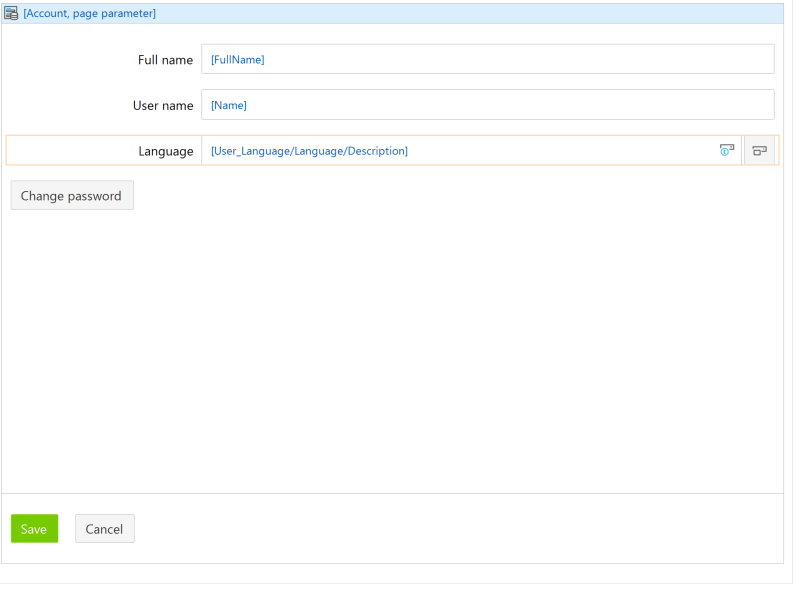 [Account, page parameter]
Full name [FullName]
User name [Name]
Language [User_Language/Language/Description]
Change password
Save Cancel